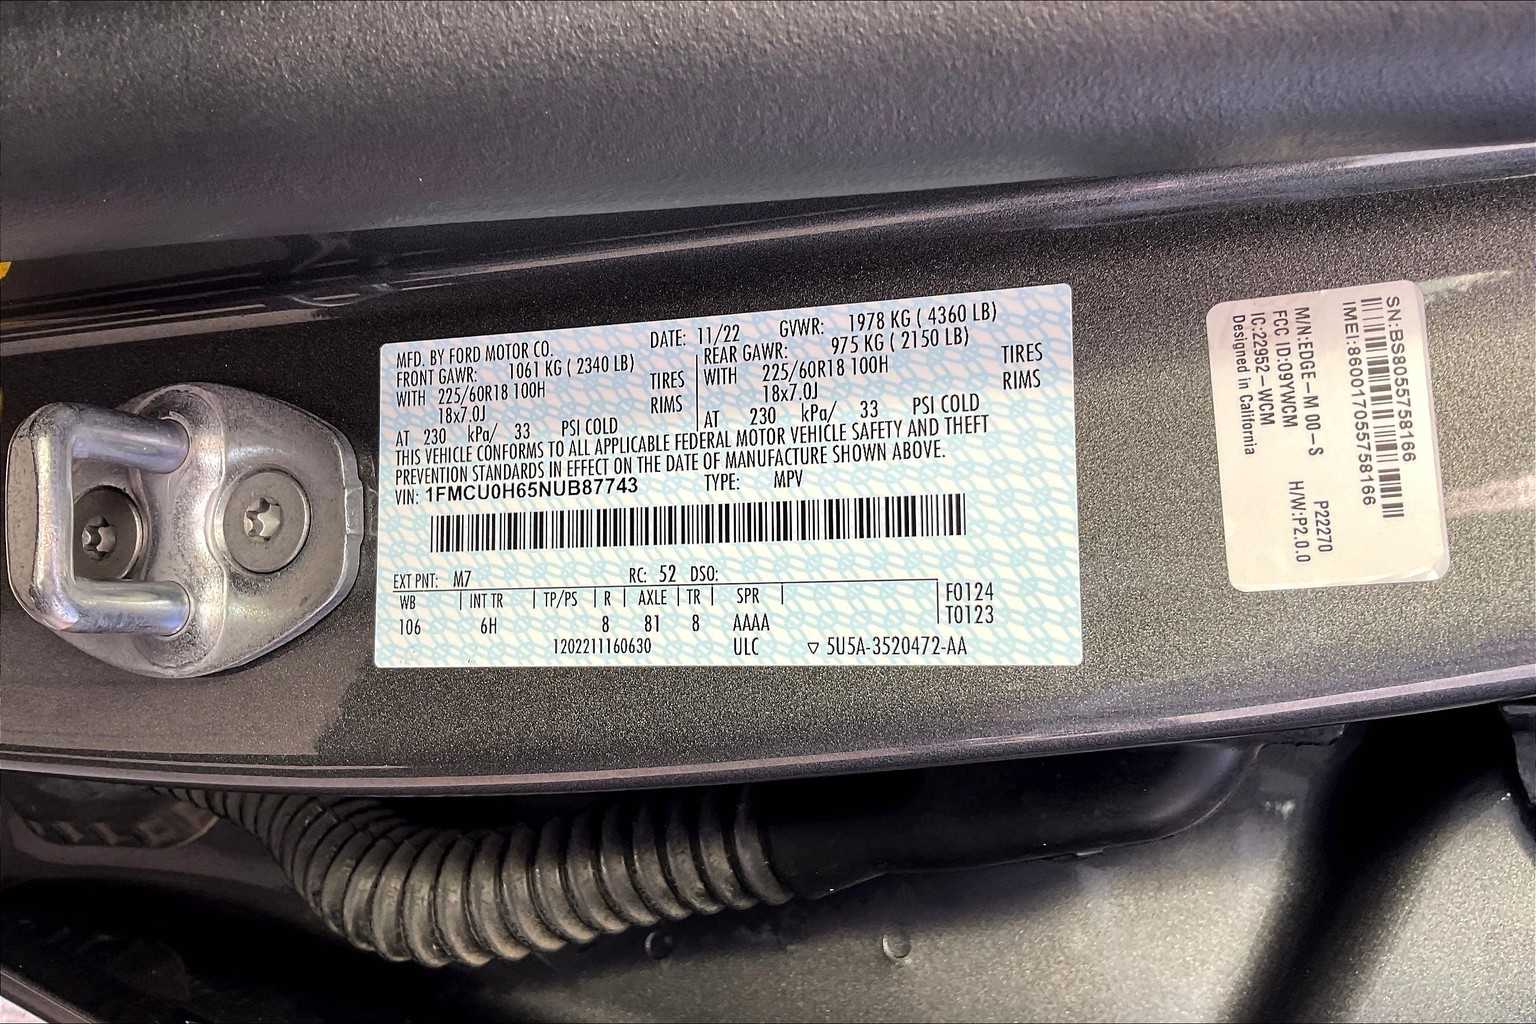 MFD. BY FORD MOTOR CO.
DATE: 11/22 GVWR: 1978 KG ( 4360 LB)
FRONT GAWR: 1061 KG ( 2340 LB) REAR GAWR: 975 KG ( 2150 LB)
WITH 225/60R18 100H TIRES WITH 225/60R18 100H TIRES
18x7.0J RIMS 18x7.0J RIMS
AT 230 kPa/ 33 PSI COLD AT 230 kPa/ 33 PSI COLD
THIS VEHICLE CONFORMS TO ALL APPLICABLE FEDERAL MOTOR VEHICLE SAFETY AND THEFT
PREVENTION STANDARDS IN EFFECT ON THE DATE OF MANUFACTURE SHOWN ABOVE.
VIN: 1FMCU0H65NUB87743 TYPE: MPV
EXT PNT: M7 RC: 52 DSO:
WB INT TR TP/PS R AXLE TR SPR F0124
106 6H 8 81 8 AAAA T0123
1202211160630 ULC ▽ 5U5A-3520472-AA
SN:BS8055758166
IMEI:868001705575​8166
M/N:EDGE-M 00-S P22270
FCC ID:O9YWCM H/W:P2.0.0
IC:22952-WCM
Designed in California